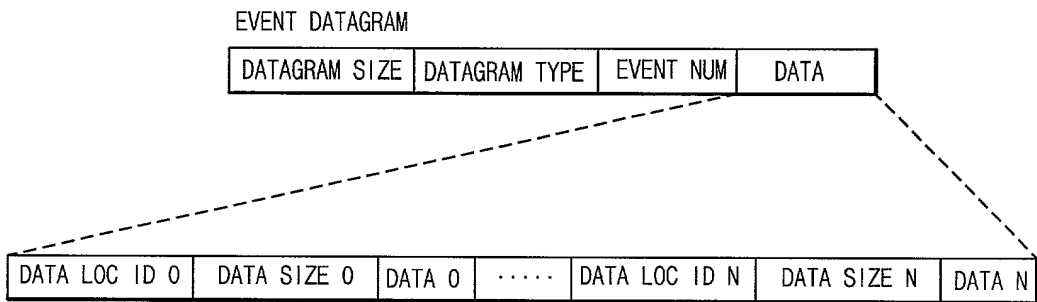 EVENT DATAGRAM
DATAGRAM SIZE DATAGRAM TYPE EVENT NUM DATA
DATA LOC ID 0 DATA SIZE 0 DATA 0 ..... DATA LOC ID N DATA SIZE N DATA N